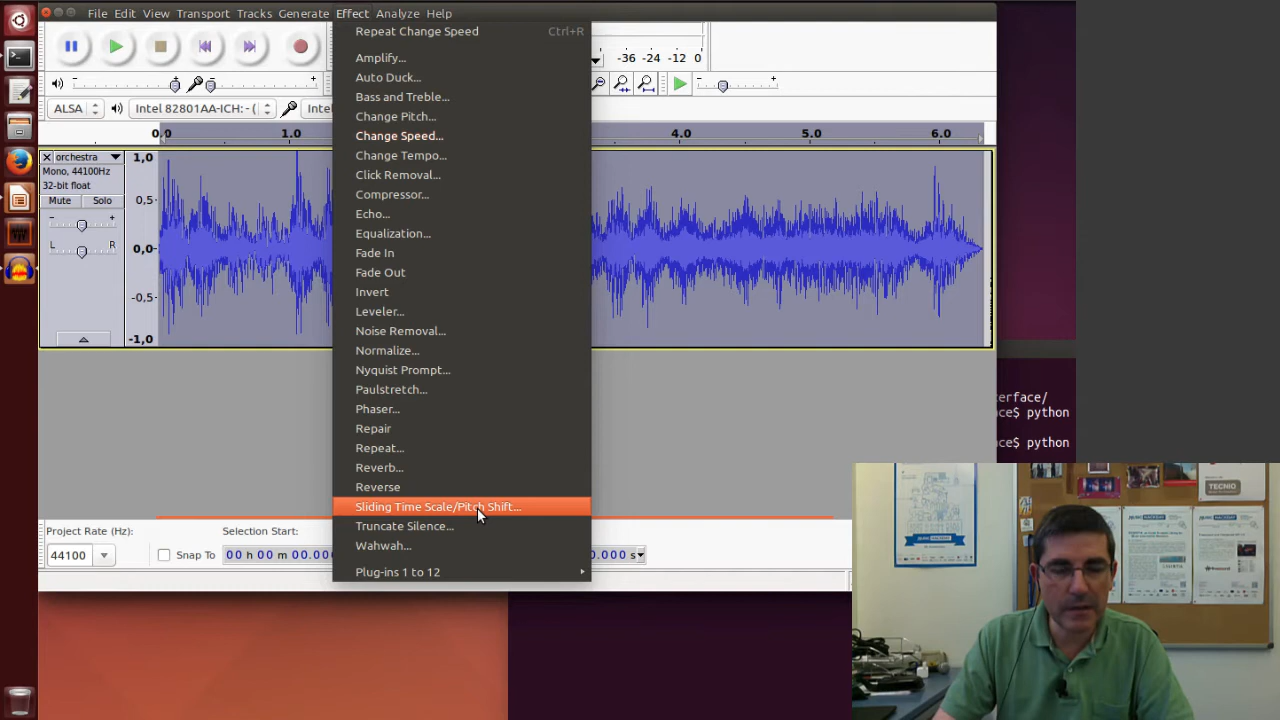 File Edit View Transport Tracks Generate Effect Analyze Help
Repeat Change Speed Ctrl+R
-36 -24 -12 0
Amplify...
Auto Duck...
Bass and Treble...
ALSA Intel 82801AA-ICH: - ( Inte
Change Pitch...
0,0 1.0 4.0 5.0 6.0
Change Speed...
orchestra 1,0
Mono, 44100Hz
32-bit float
Mute Solo
0,5
- +
L R
0,0
-0,5
-1,0
Change Tempo...
Click Removal...
Compressor...
Echo...
Equalization...
Fade In
Fade Out
Invert
Leveler...
Noise Removal...
Normalize...
Nyquist Prompt...
Paulstretch...
Phaser...
Repair
Repeat...
Reverb...
Reverse
Sliding Time Scale/Pitch Shift...
Truncate Silence...
Wahwah...
Plug-ins 1 to 12
erface/
ace$ python
ace$ python
Project Rate (Hz): Selection Start:
44100 Snap To 00 h 00 m 00.000 0.000 s